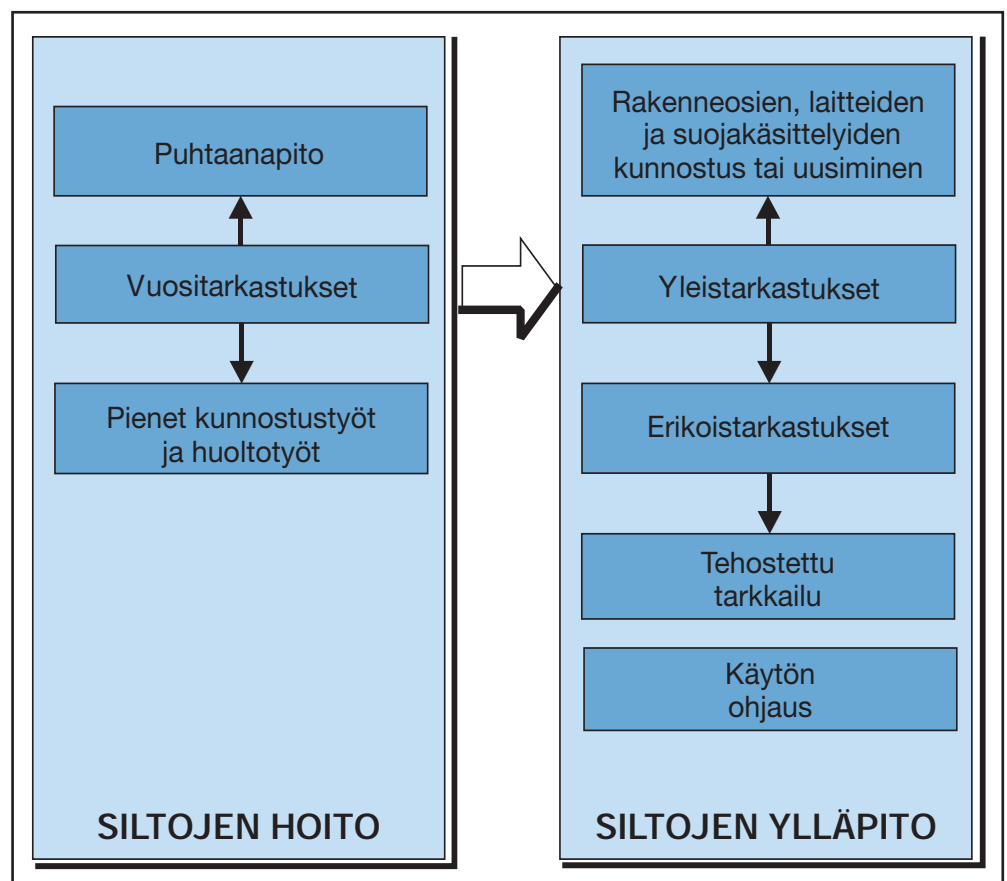 Puhtaanapito
Vuositarkastukset
Pienet kunnostustyöt
ja huoltotyöt
SILTOJEN HOITO
Rakenneosien, laitteiden
ja suojakäsittelyiden
kunnostus tai uusiminen
Yleistarkastukset
Erikoistarkastukset
Tehostettu
tarkkailu
Käytön
ohjaus
SILTOJEN YLLÄPITO